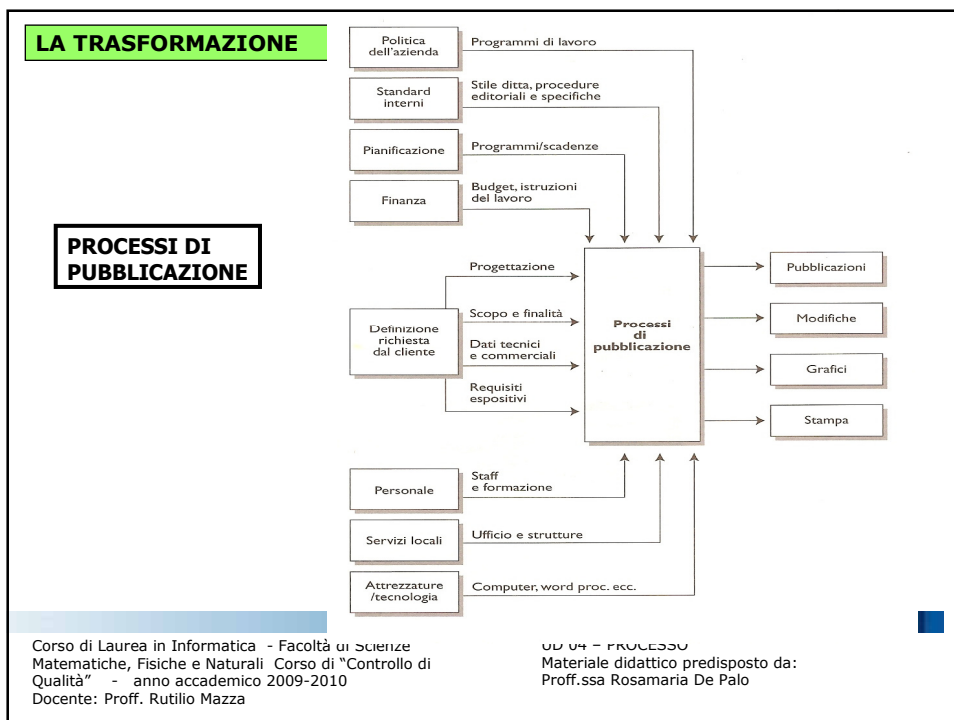 LA TRASFORMAZIONE
PROCESSI DI
PUBBLICAZIONE
Politica
dell'azienda
Programmi di lavoro
Standard
interni
Stile ditta, procedure
editoriali e specifiche
Pianificazione
Programmi/scadenze
Finanza
Budget, istruzioni
del lavoro
Definizione
richiesta
dal cliente
Progettazione
Scopo e finalità
Dati tecnici
e commerciali
Requisiti
espositivi
Processi
di
pubblicazione
Pubblicazioni
Modifiche
Grafici
Stampa
Personale
Staff
e formazione
Servizi locali
Ufficio e strutture
Attrezzature
/tecnologia
Computer, word proc. ecc.
Corso di Laurea in Informatica - Facoltà di Scienze
Matematiche, Fisiche e Naturali Corso di “Controllo di
Qualità” - anno accademico 2009-2010
Docente: Proff. Rutilio Mazza
UD 04 – PROCESSO
Materiale didattico predisposto da:
Proff.ssa Rosamaria De Palo